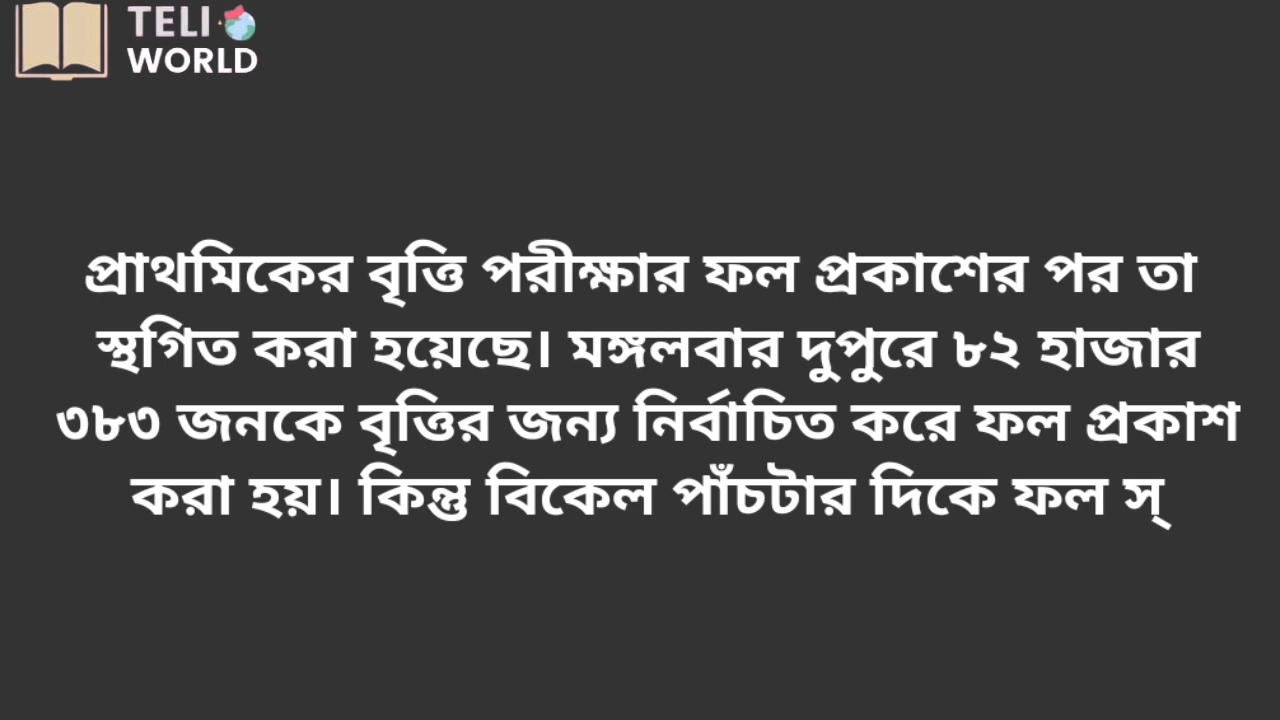 TELI
WORLD
প্রাথমিকের বৃত্তি পরীক্ষার ফল প্রকাশের পর তা
স্থগিত করা হয়েছে। মঙ্গলবার দুপুরে ৮২ হাজার
৩৮৩ জনকে বৃত্তির জন্য নির্বাচিত করে ফল প্রকাশ
করা হয়। কিন্তু বিকেল পাঁচটার দিকে ফল স্